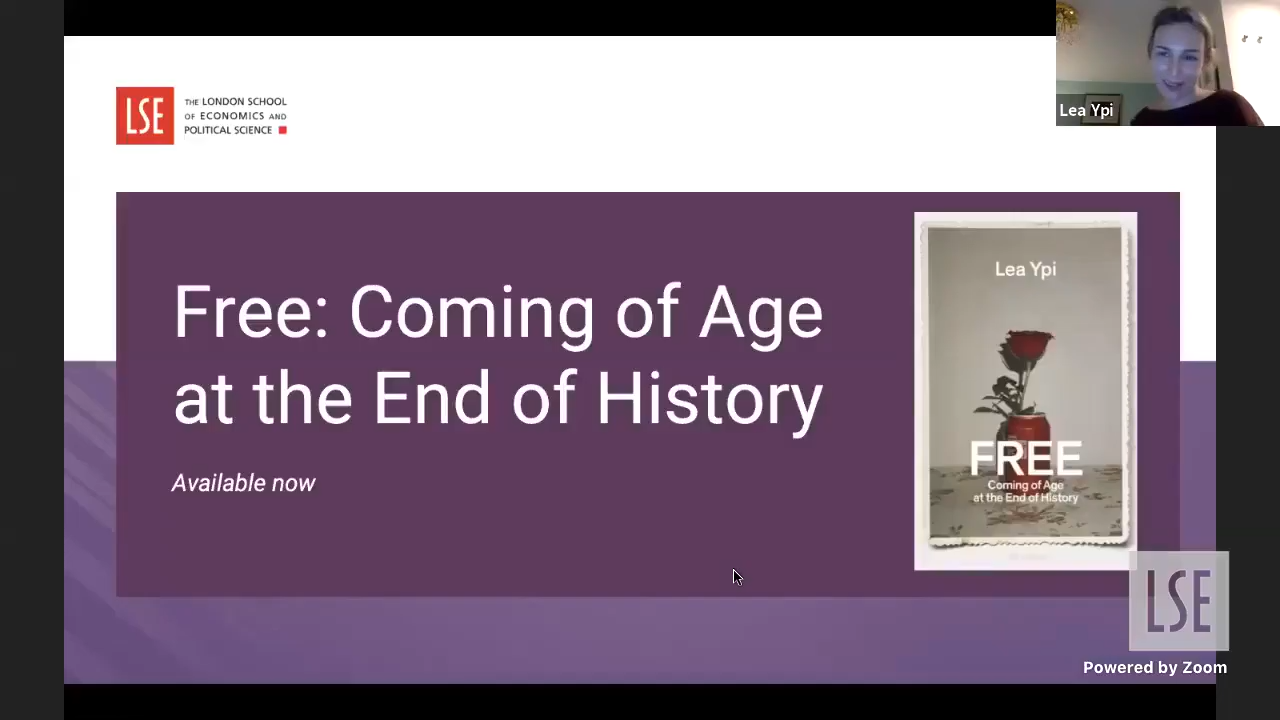 LSE
THE LONDON SCHOOL
OF ECONOMICS AND
POLITICAL SCIENCE
Lea Ypi
Free: Coming of Age
at the End of History
Available now
Lea Ypi
FREE
Coming of Age
at the End of History
LSE
Powered by Zoom